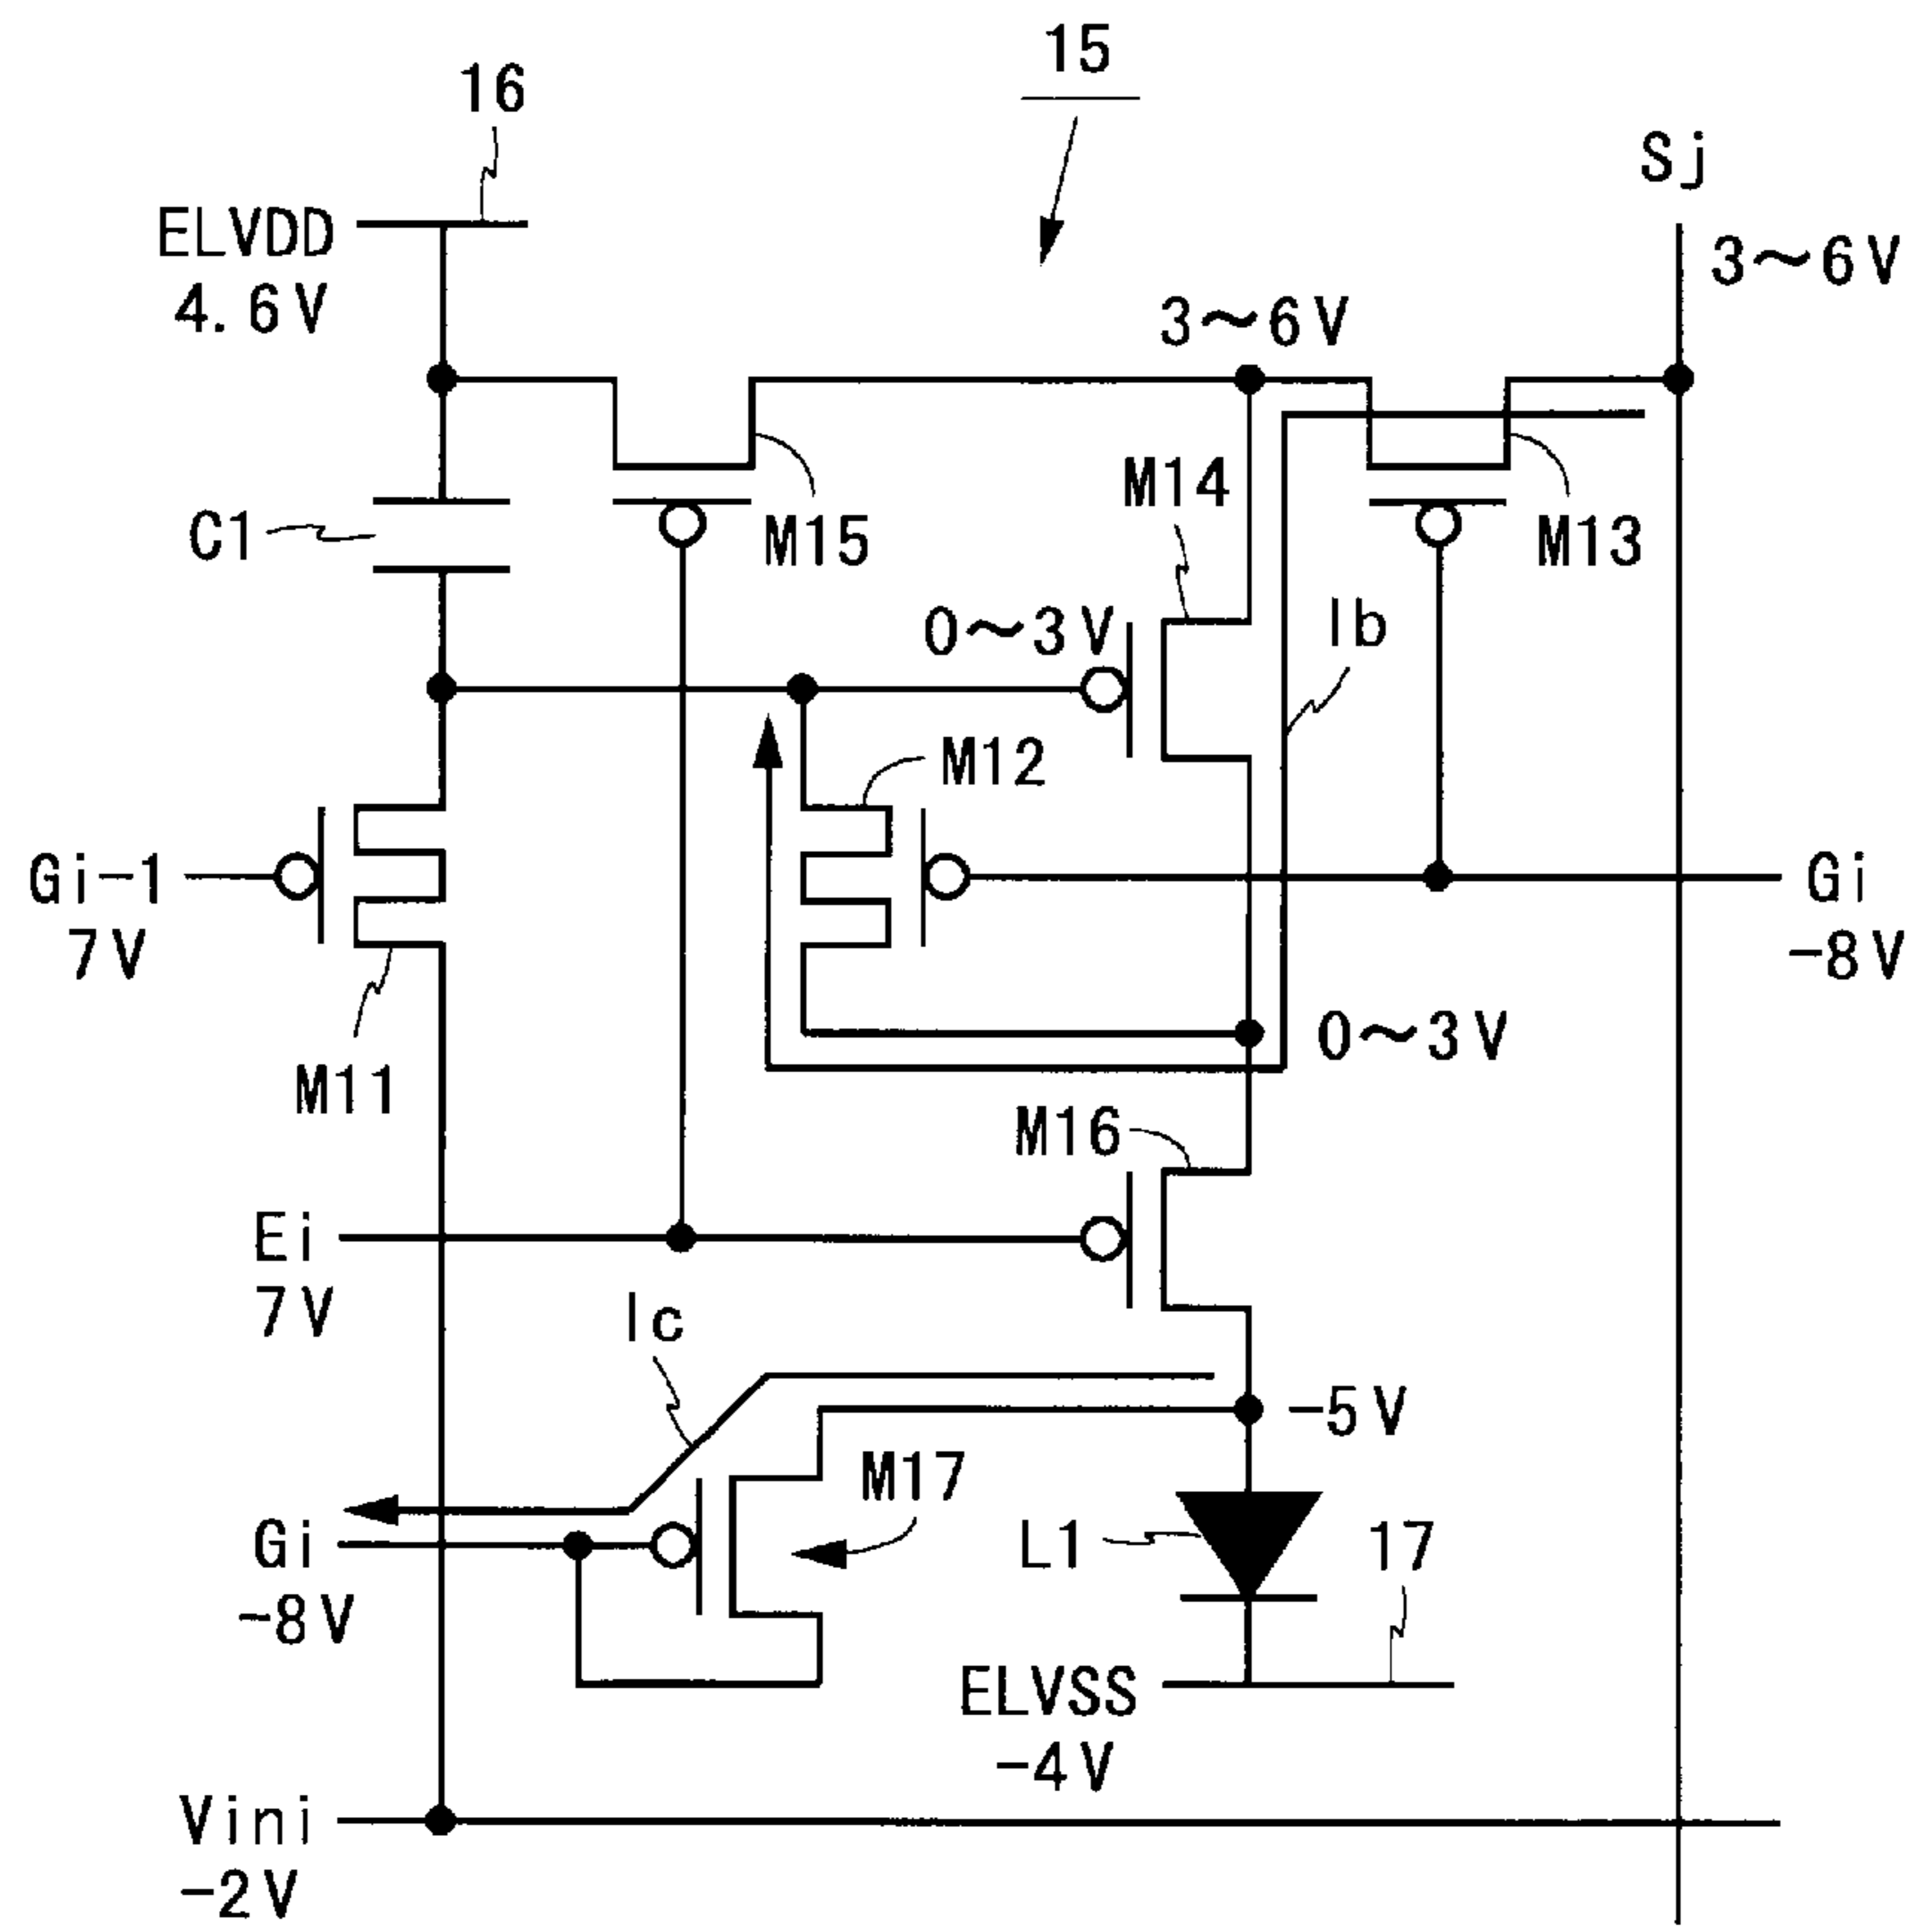 15
16
Sj
ELVDD
4.6V
3~6V
3~6V
M14
C1
M15
M13
0~3V
Ib
M12
Gi-1
7V
Gi
-8V
M11
0~3V
M16
Ei
7V
Ic
-5V
M17
Gi
-8V
L1
17
ELVSS
-4V
Vini
-2V